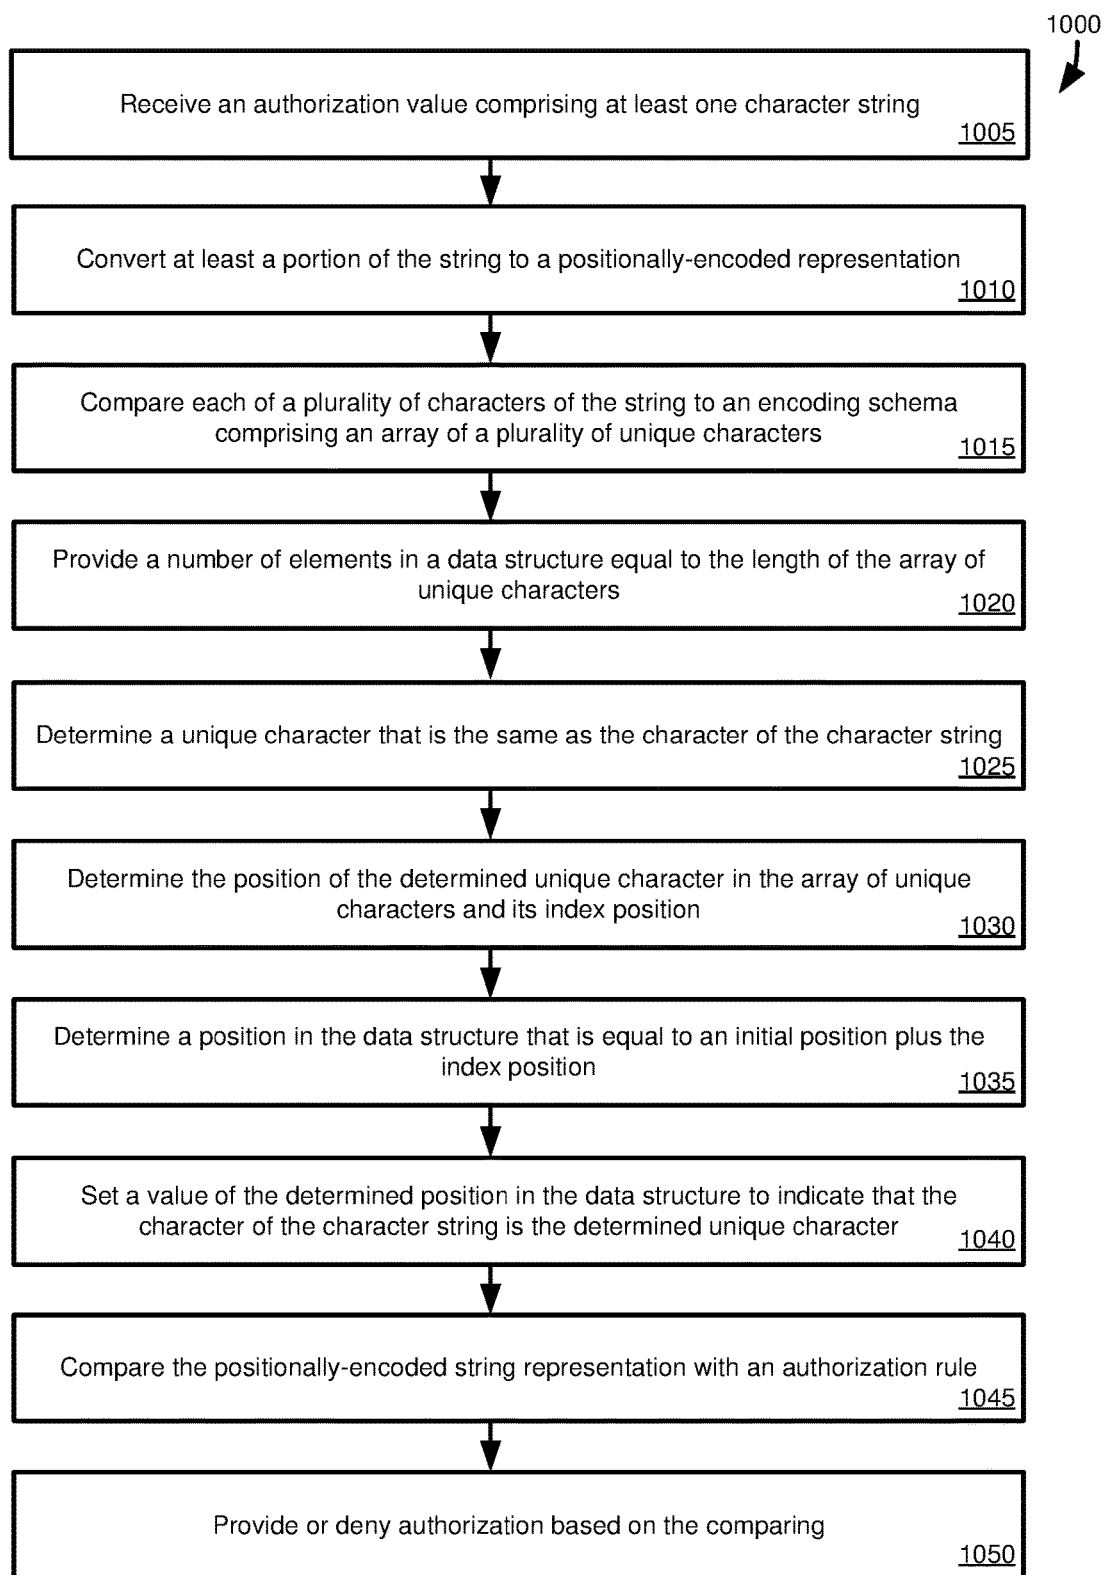 1000
Receive an authorization value comprising at least one character string
1005
Convert at least a portion of the string to a positionally-encoded representation
1010
Compare each of a plurality of characters of the string to an encoding schema
comprising an array of a plurality of unique characters
1015
Provide a number of elements in a data structure equal to the length of the array of
unique characters
1020
Determine a unique character that is the same as the character of the character string
1025
Determine the position of the determined unique character in the array of unique
characters and its index position
1030
Determine a position in the data structure that is equal to an initial position plus the
index position
1035
Set a value of the determined position in the data structure to indicate that the
character of the character string is the determined unique character
1040
Compare the positionally-encoded string representation with an authorization rule
1045
Provide or deny authorization based on the comparing
1050